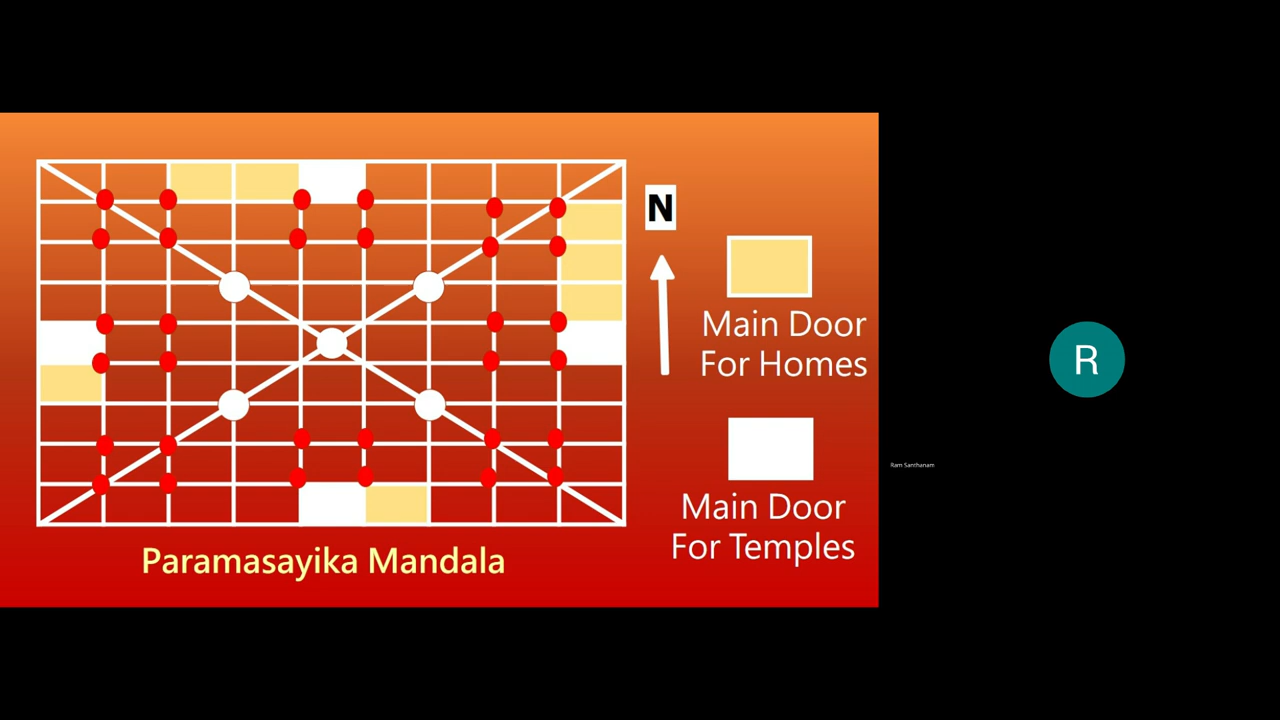 N
Main Door
For Homes
Main Door
For Temples
Paramasayika Mandala
R
Ram Santhanam